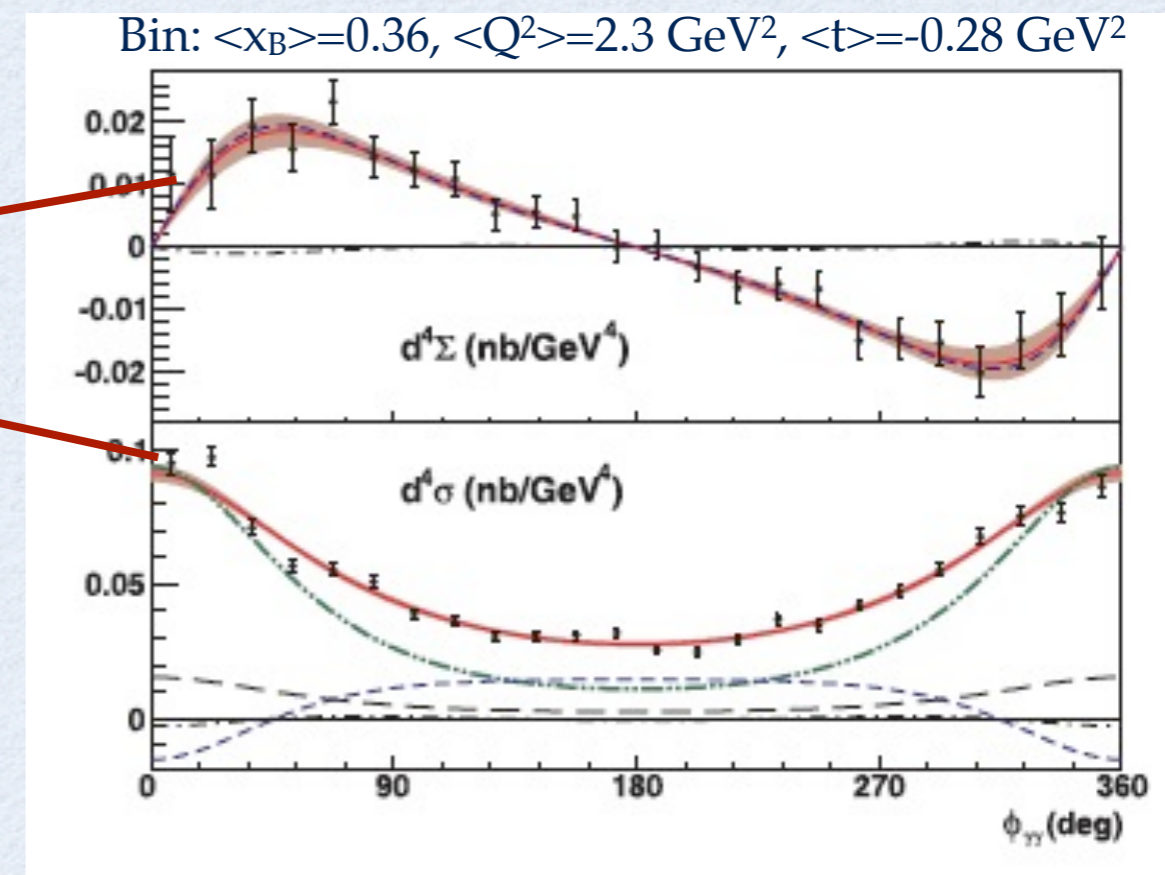 Bin: <xB>=0.36, <Q²>=2.3 GeV², <t>=-0.28 GeV²
0.02
0.01
0
-0.01
-0.02
d⁴Σ (nb/GeV⁴)
0.1
d⁴σ (nb/GeV⁴)
0.05
0
0 90 180 270 360
ϕγγ(deg)